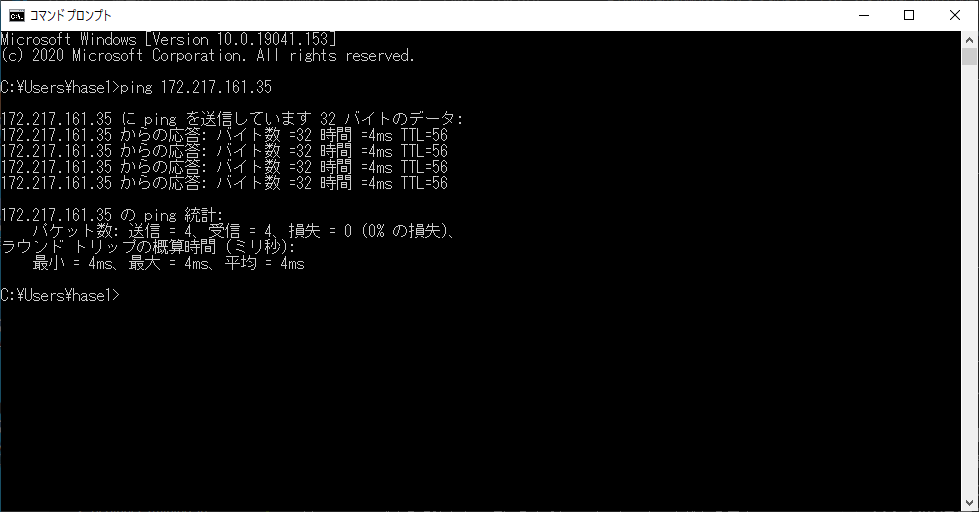 コマンドプロンプト
Microsoft Windows [Version 10.0.19041.153]
(c) 2020 Microsoft Corporation. All rights reserved.
C:¥Users¥hasel>ping 172.217.161.35
172.217.161.35 に ping を送信しています 32 バイトのデータ:
172.217.161.35 からの応答: バイト数 =32 時間 =4ms TTL=56
172.217.161.35 からの応答: バイト数 =32 時間 =4ms TTL=56
172.217.161.35 からの応答: バイト数 =32 時間 =4ms TTL=56
172.217.161.35 からの応答: バイト数 =32 時間 =4ms TTL=56
172.217.161.35 の ping 統計:
パケット数: 送信 = 4、受信 = 4、損失 = 0 (0% の損失)、
ラウンド トリップの概算時間 (ミリ秒):
最小 = 4ms、最大 = 4ms、平均 = 4ms
C:¥Users¥hasel>